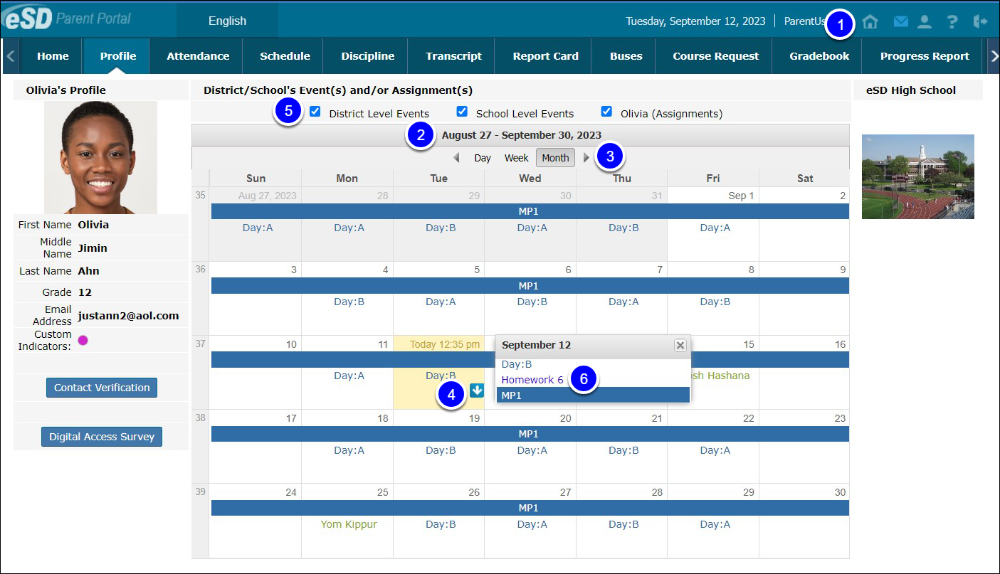 eSD Parent Portal
English
Tuesday, September 12, 2023
ParentUs
1
Home
Profile
Attendance
Schedule
Discipline
Transcript
Report Card
Buses
Course Request
Gradebook
Progress Report
Olivia's Profile
First Name Olivia
Middle Name Jimin
Last Name Ahn
Grade 12
Email Address justann2@aol.com
Custom Indicators:
Contact Verification
Digital Access Survey
District/School's Event(s) and/or Assignment(s)
5 District Level Events School Level Events Olivia (Assignments)
2 August 27 - September 30, 2023
Day Week Month 3
Sun Mon Tue Wed Thu Fri Sat
35 Aug 27, 2023 28 29 30 31 Sep 1 2
MP1
Day:A Day:A Day:B Day:A Day:B Day:A
36 3 4 5 6 7 8 9
MP1
Day:B Day:A Day:B Day:A Day:B
37 10 11 Today 12:35 pm 15 16
Day:A Day:B osh Hashana
4
September 12
Day:B
Homework 6 6
MP1
38 17 18 19 20 21 22 23
MP1
Day:A Day:B Day:A Day:B Day:A
39 24 25 26 27 28 29 30
MP1
Yom Kippur Day:B Day:A Day:B Day:A
eSD High School